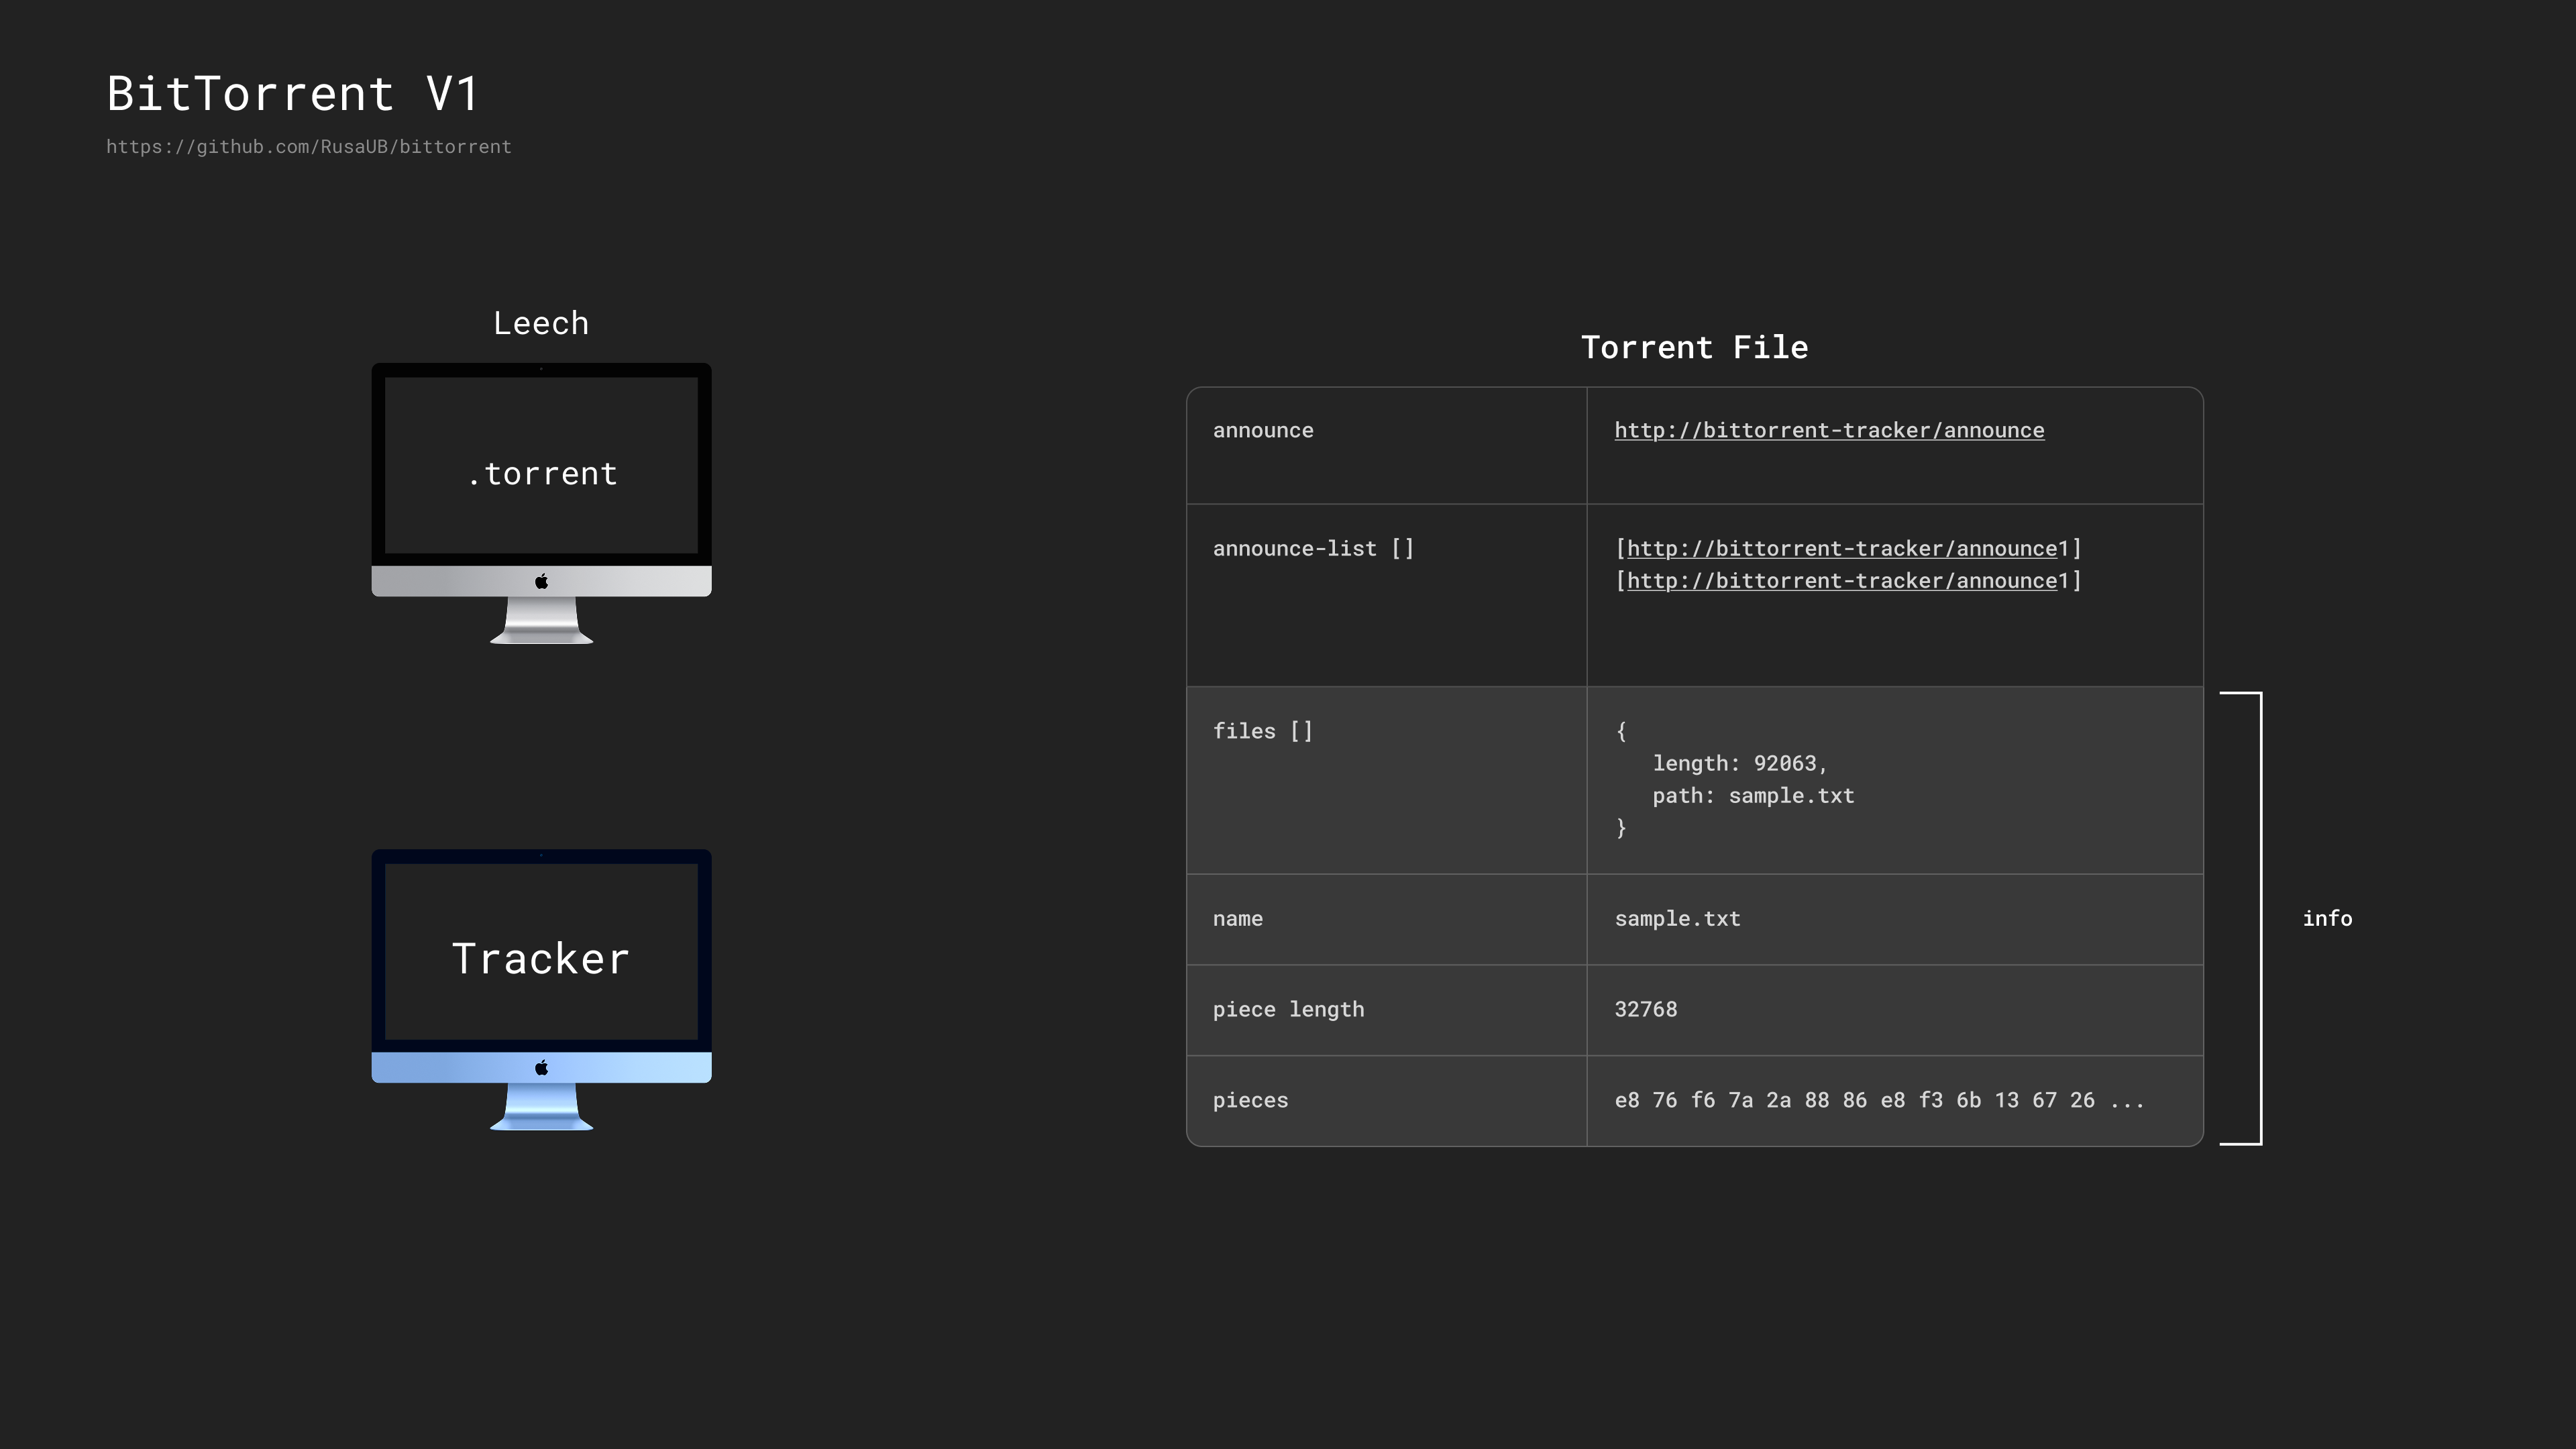 BitTorrent V1
https://github.com/RusaUB/bittorrent
Leech
.torrent
Tracker
Torrent File
announce
http://bittorrent-tracker/announce
announce-list []
[http://bittorrent-tracker/announce1]
[http://bittorrent-tracker/announce1]
files []
{
length: 92063,
path: sample.txt
}
name
sample.txt
piece length
32768
pieces
e8 76 f6 7a 2a 88 86 e8 f3 6b 13 67 26 ...
info